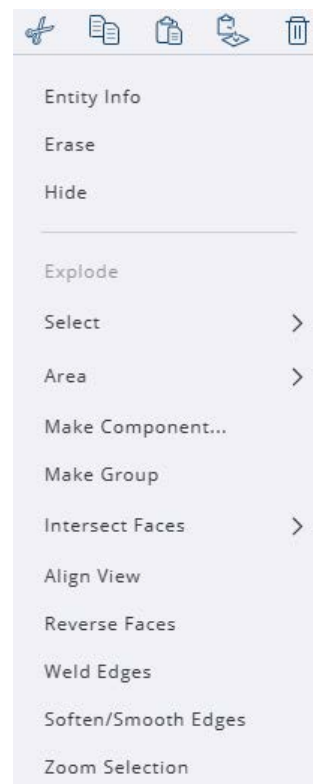 Entity Info
Erase
Hide
Explode
Select
Area
Make Component...
Make Group
Intersect Faces
Align View
Reverse Faces
Weld Edges
Soften/Smooth Edges
Zoom Selection